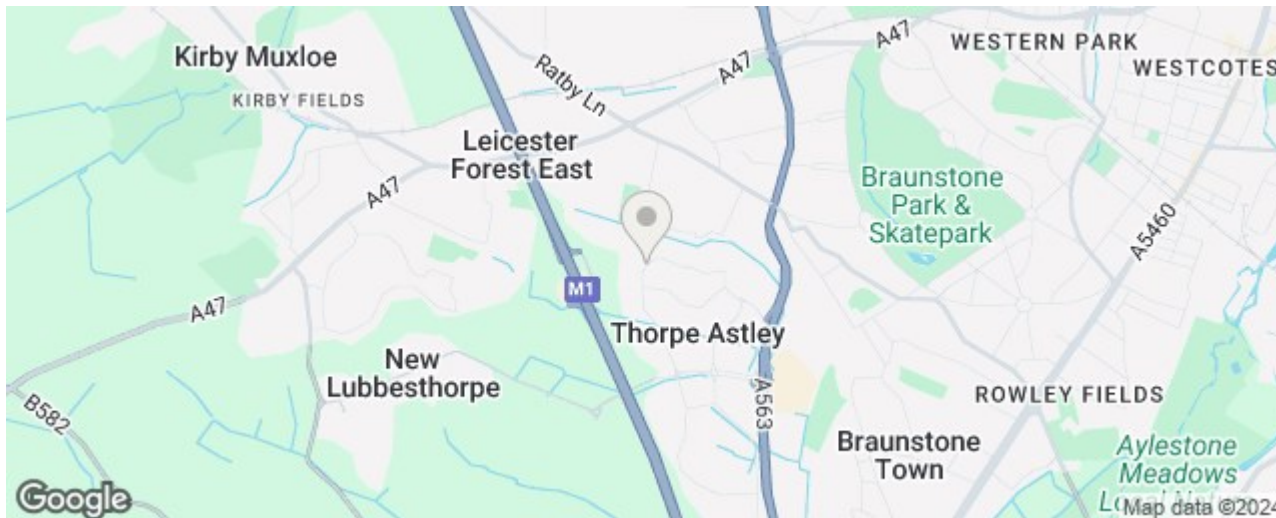 A47
WESTERN PARK
WESTCOTES
Kirby Muxloe
KIRBY FIELDS
Ratby Ln
A47
Leicester
Forest East
A47
Braunstone
Park &
Skatepark
A5460
M1
A47
Thorpe Astley
New
Lubbesthorpe
A563
ROWLEY FIELDS
B582
Braunstone
Town
Aylestone
Meadows
Google
Map data ©2024